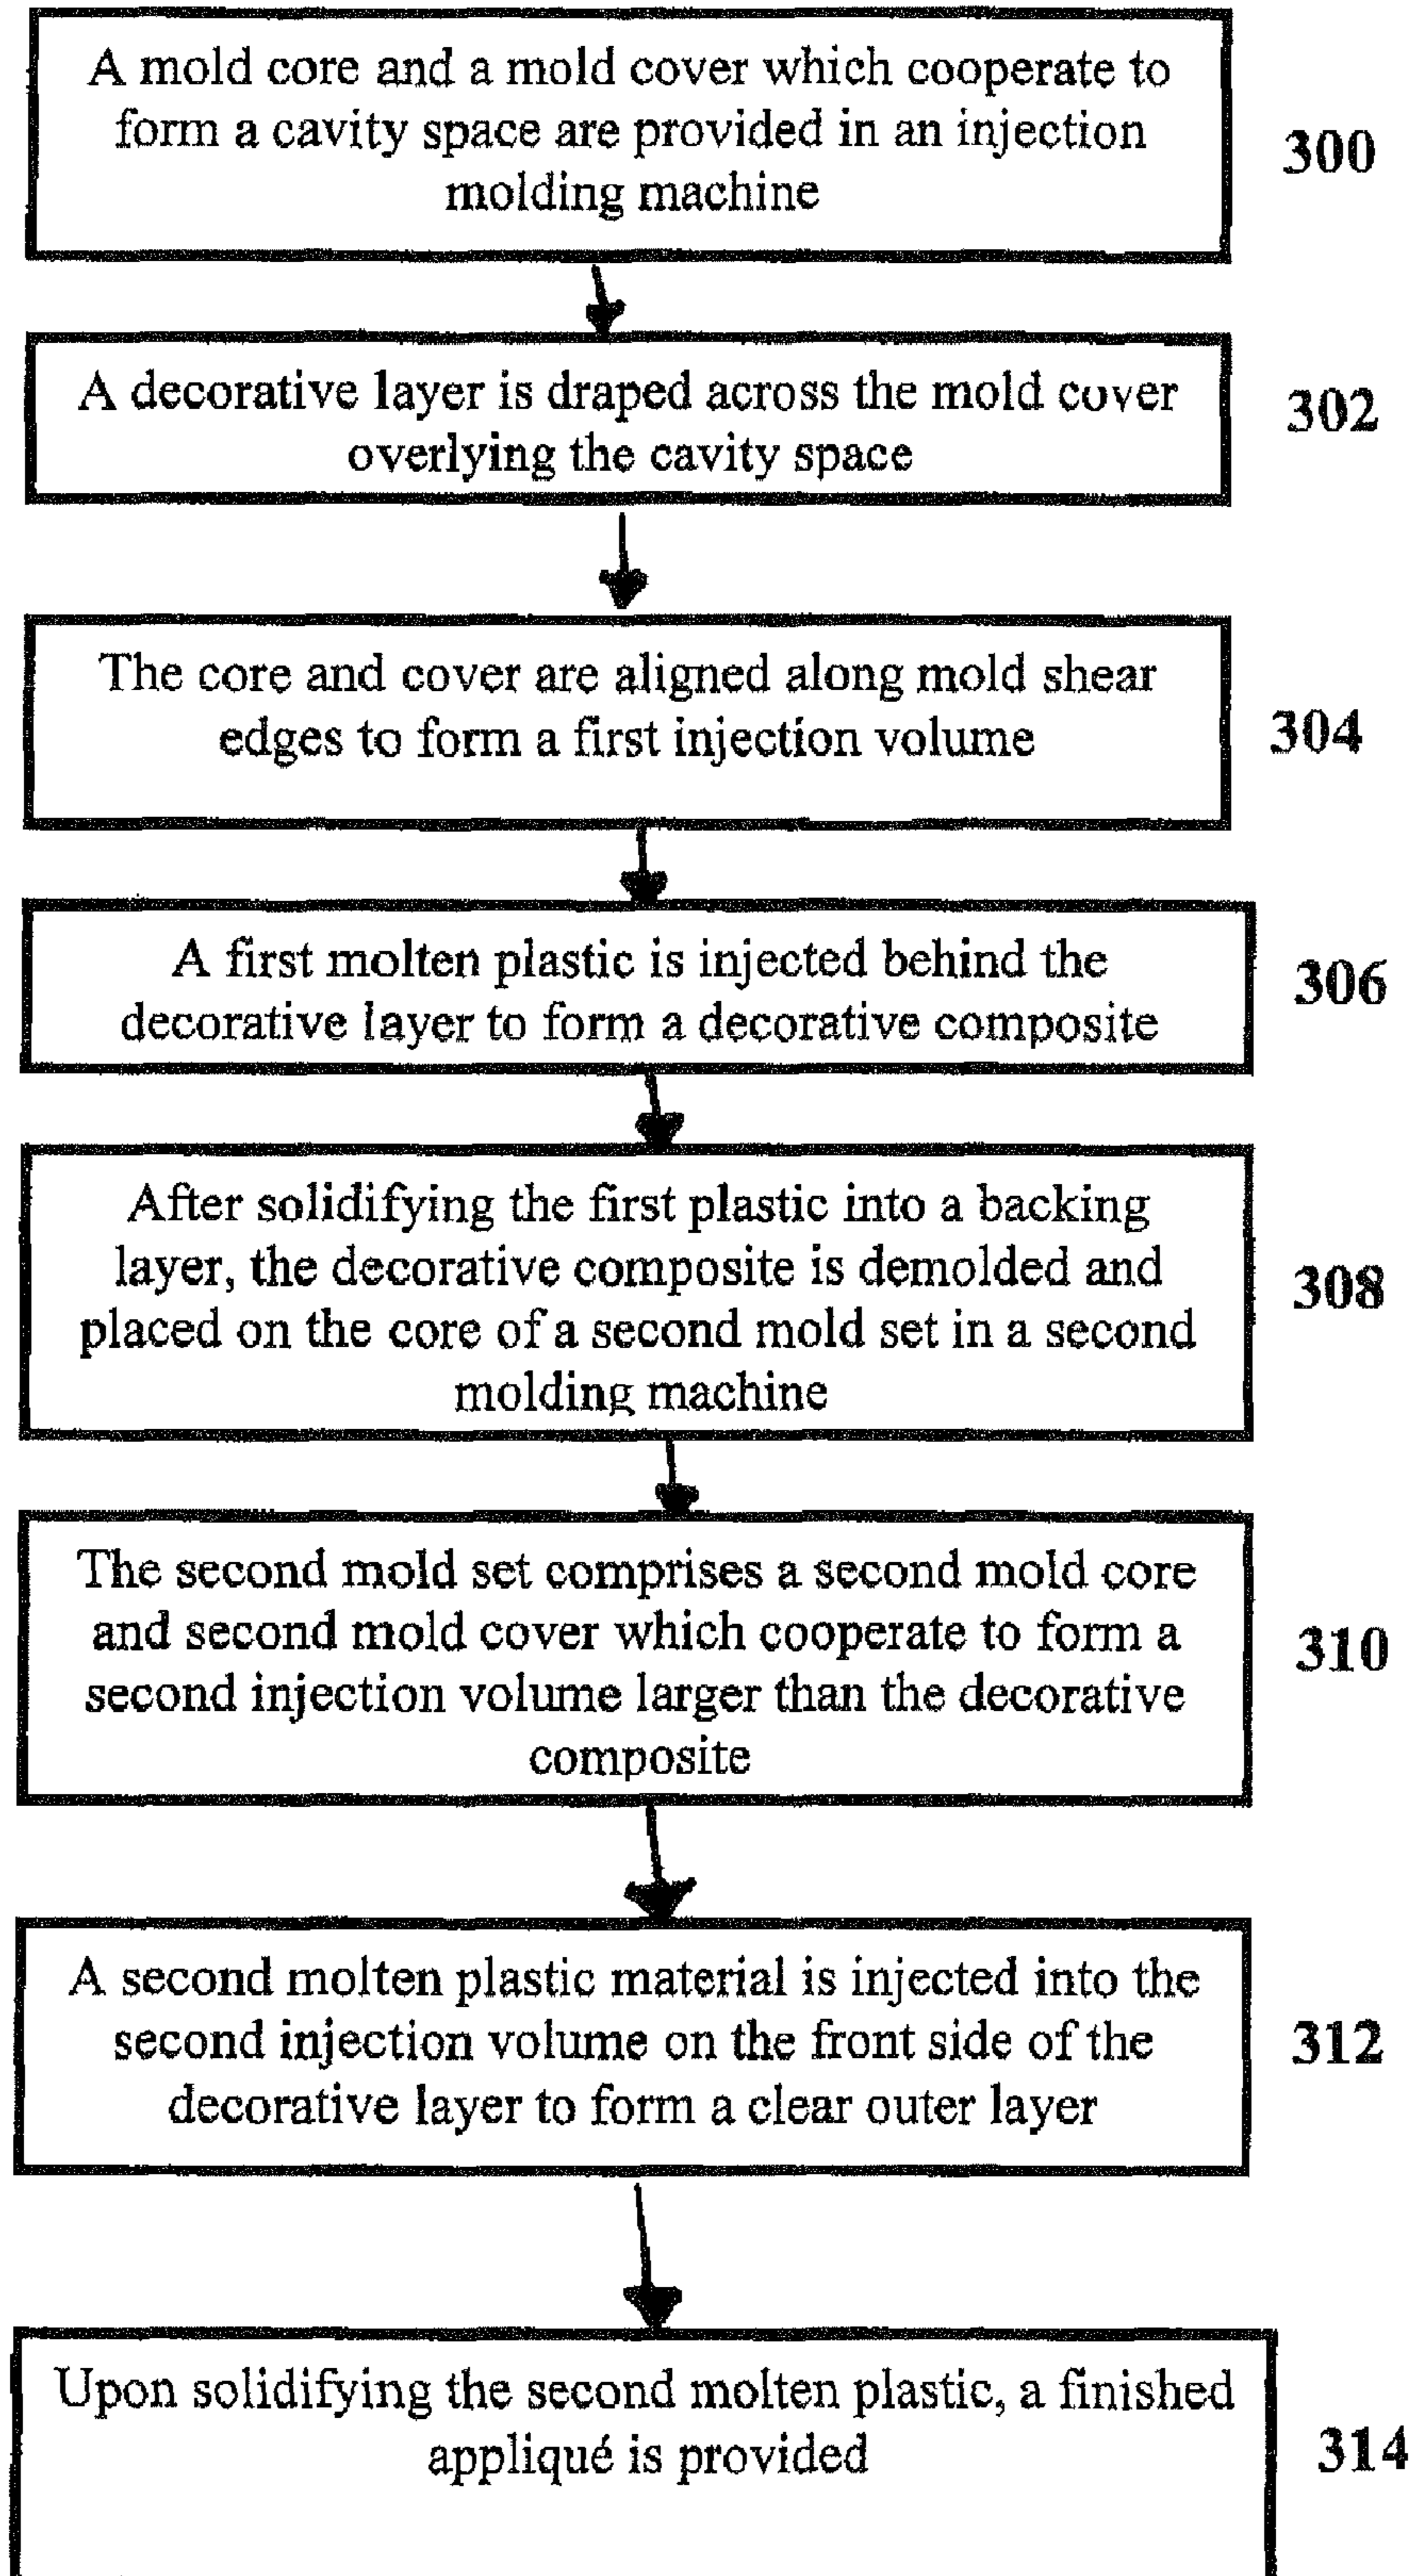 A mold core and a mold cover which cooperate to
form a cavity space are provided in an injection
molding machine
300
A decorative layer is draped across the mold cover
overlying the cavity space
302
The core and cover are aligned along mold shear
edges to form a first injection volume
304
A first molten plastic is injected behind the
decorative layer to form a decorative composite
306
After solidifying the first plastic into a backing
layer, the decorative composite is demolded and
placed on the core of a second mold set in a second
molding machine
308
The second mold set comprises a second mold core
and second mold cover which cooperate to form a
second injection volume larger than the decorative
composite
310
A second molten plastic material is injected into the
second injection volume on the front side of the
decorative layer to form a clear outer layer
312
Upon solidifying the second molten plastic, a finished
appliqué is provided
314